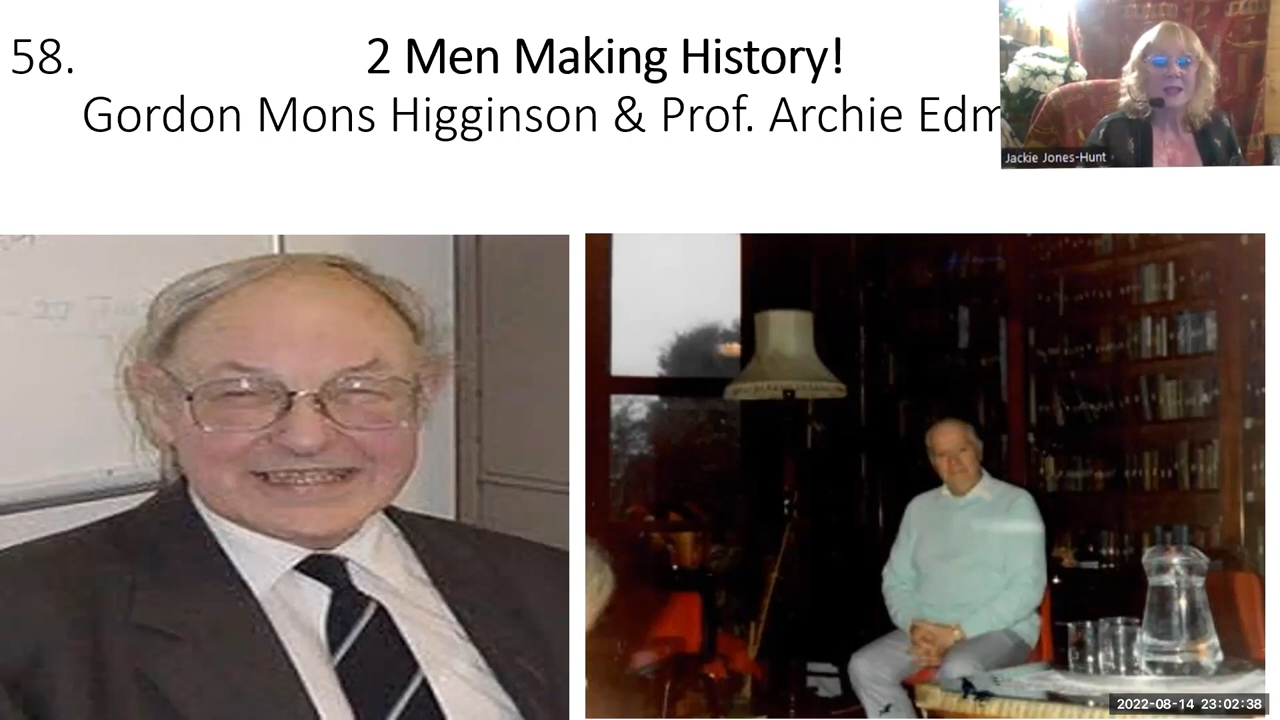 58. 2 Men Making History!
Gordon Mons Higginson & Prof. Archie Edm
Jackie Jones-Hunt
2022-08-14 23:02:38